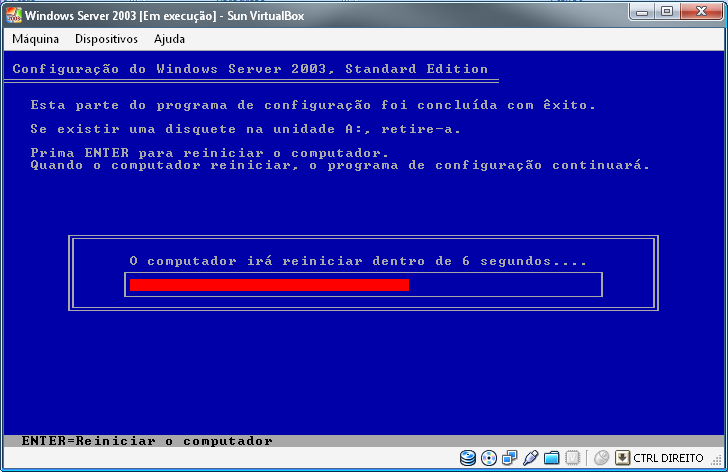 Windows Server 2003 [Em execução] - Sun VirtualBox
Máquina Dispositivos Ajuda
Configuração do Windows Server 2003, Standard Edition
Esta parte do programa de configuração foi concluída com êxito.
Se existir uma disquete na unidade A:, retire-a.
Prima ENTER para reiniciar o computador.
Quando o computador reiniciar, o programa de configuração continuará.
O computador irá reiniciar dentro de 6 segundos....
ENTER=Reiniciar o computador
CTRL DIREITO